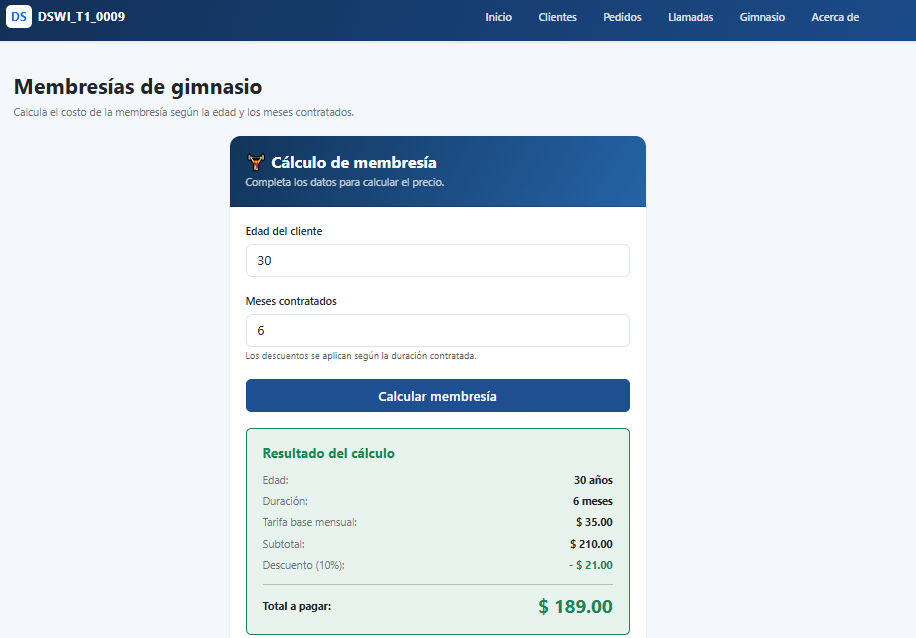 DS DSWI_T1_0009 Inicio Clientes Pedidos Llamadas Gimnasio Acerca de
Membresías de gimnasio
Calcula el costo de la membresía según la edad y los meses contratados.
Cálculo de membresía
Completa los datos para calcular el precio.
Edad del cliente
30
Meses contratados
6
Los descuentos se aplican según la duración contratada.
Calcular membresía
Resultado del cálculo
Edad: 30 años
Duración: 6 meses
Tarifa base mensual: $ 35.00
Subtotal: $ 210.00
Descuento (10%): - $ 21.00
Total a pagar: $ 189.00